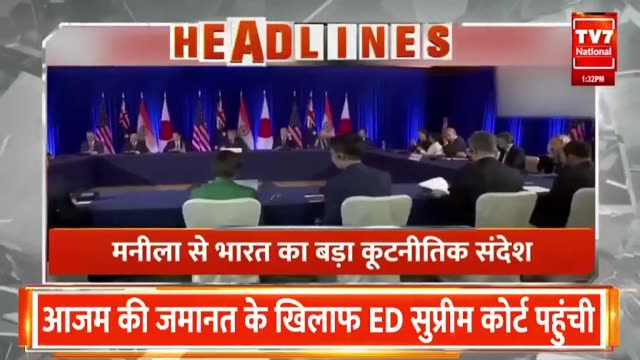 HEADLINES
TV7
National
1:32PM
मनीला से भारत का बड़ा कूटनीतिक संदेश
आजम की जमानत के खिलाफ ED सुप्रीम कोर्ट पहुंची